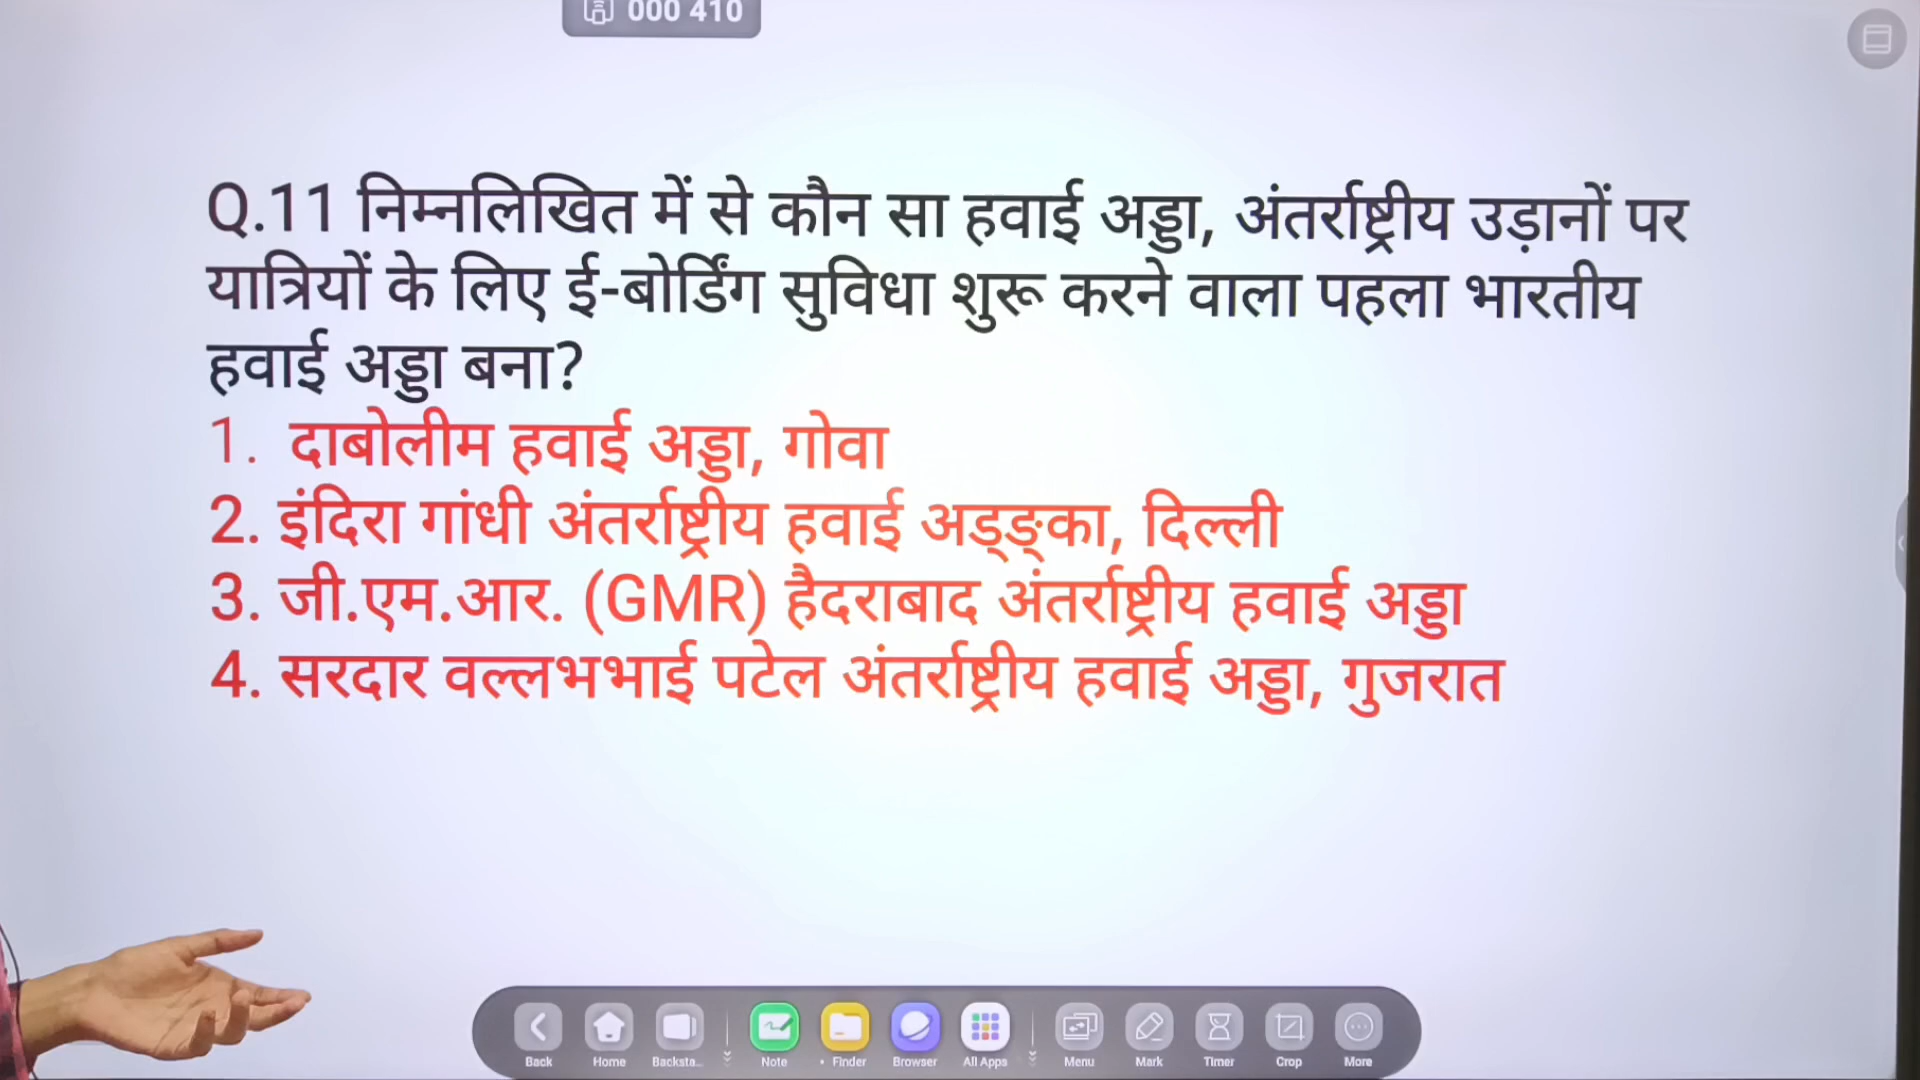 000 410
Q.11 निम्नलिखित में से कौन सा हवाई अड्डा, अंतर्राष्ट्रीय उड़ानों पर
यात्रियों के लिए ई-बोर्डिंग सुविधा शुरू करने वाला पहला भारतीय
हवाई अड्डा बना?
1. दाबोलीम हवाई अड्डा, गोवा
2. इंदिरा गांधी अंतर्राष्ट्रीय हवाई अड्ड्का, दिल्ली
3. जी.एम.आर. (GMR) हैदराबाद अंतर्राष्ट्रीय हवाई अड्डा
4. सरदार वल्लभभाई पटेल अंतर्राष्ट्रीय हवाई अड्डा, गुजरात
Back Home Backsta... Note Finder Browser All Apps Menu Mark Timer Crop More